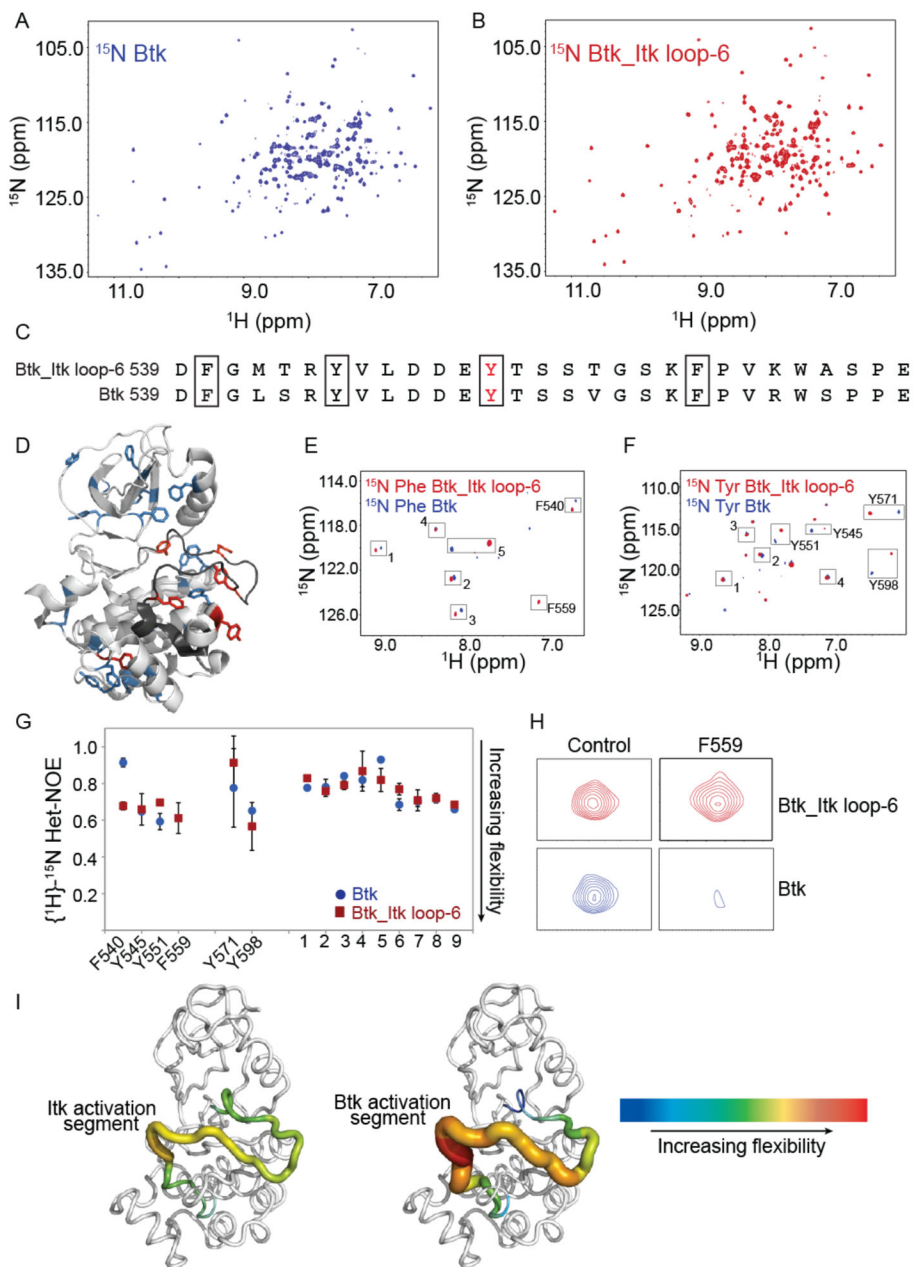 A
B
¹⁵N Btk
¹⁵N Btk_Itk loop-6
105.0
115.0
125.0
135.0
¹⁵N (ppm)
11.0 9.0 7.0
¹H (ppm)
105.0
115.0
125.0
135.0
¹⁵N (ppm)
11.0 9.0 7.0
¹H (ppm)
C
Btk_Itk loop-6 539 D F G M T R Y V L D D E Y T S S T G S K F P V K W A S P E
Btk 539 D F G L S R Y V L D D E Y T S S V G S K F P V R W S P P E
D
E
F
114.0
118.0
122.0
126.0
¹⁵N (ppm)
¹⁵N Phe Btk_Itk loop-6
¹⁵N Phe Btk
F540
4
1
5
2
F559
3
9.0 8.0 7.0
¹H (ppm)
110.0
115.0
120.0
125.0
¹⁵N (ppm)
¹⁵N Tyr Btk_Itk loop-6
¹⁵N Tyr Btk
Y571
3
Y551
Y545
2
Y598
1
4
9.0 8.0 7.0
¹H (ppm)
G
{¹H}-¹⁵N Het-NOE
1.0
0.8
0.6
0.4
0.2
Increasing flexibility
Btk
Btk_Itk loop-6
F540 Y545 Y551 F559 Y571 Y598 1 2 3 4 5 6 7 8 9
H
Control F559
Btk_Itk loop-6
Btk
I
Itk activation
segment
Btk activation
segment
Increasing flexibility